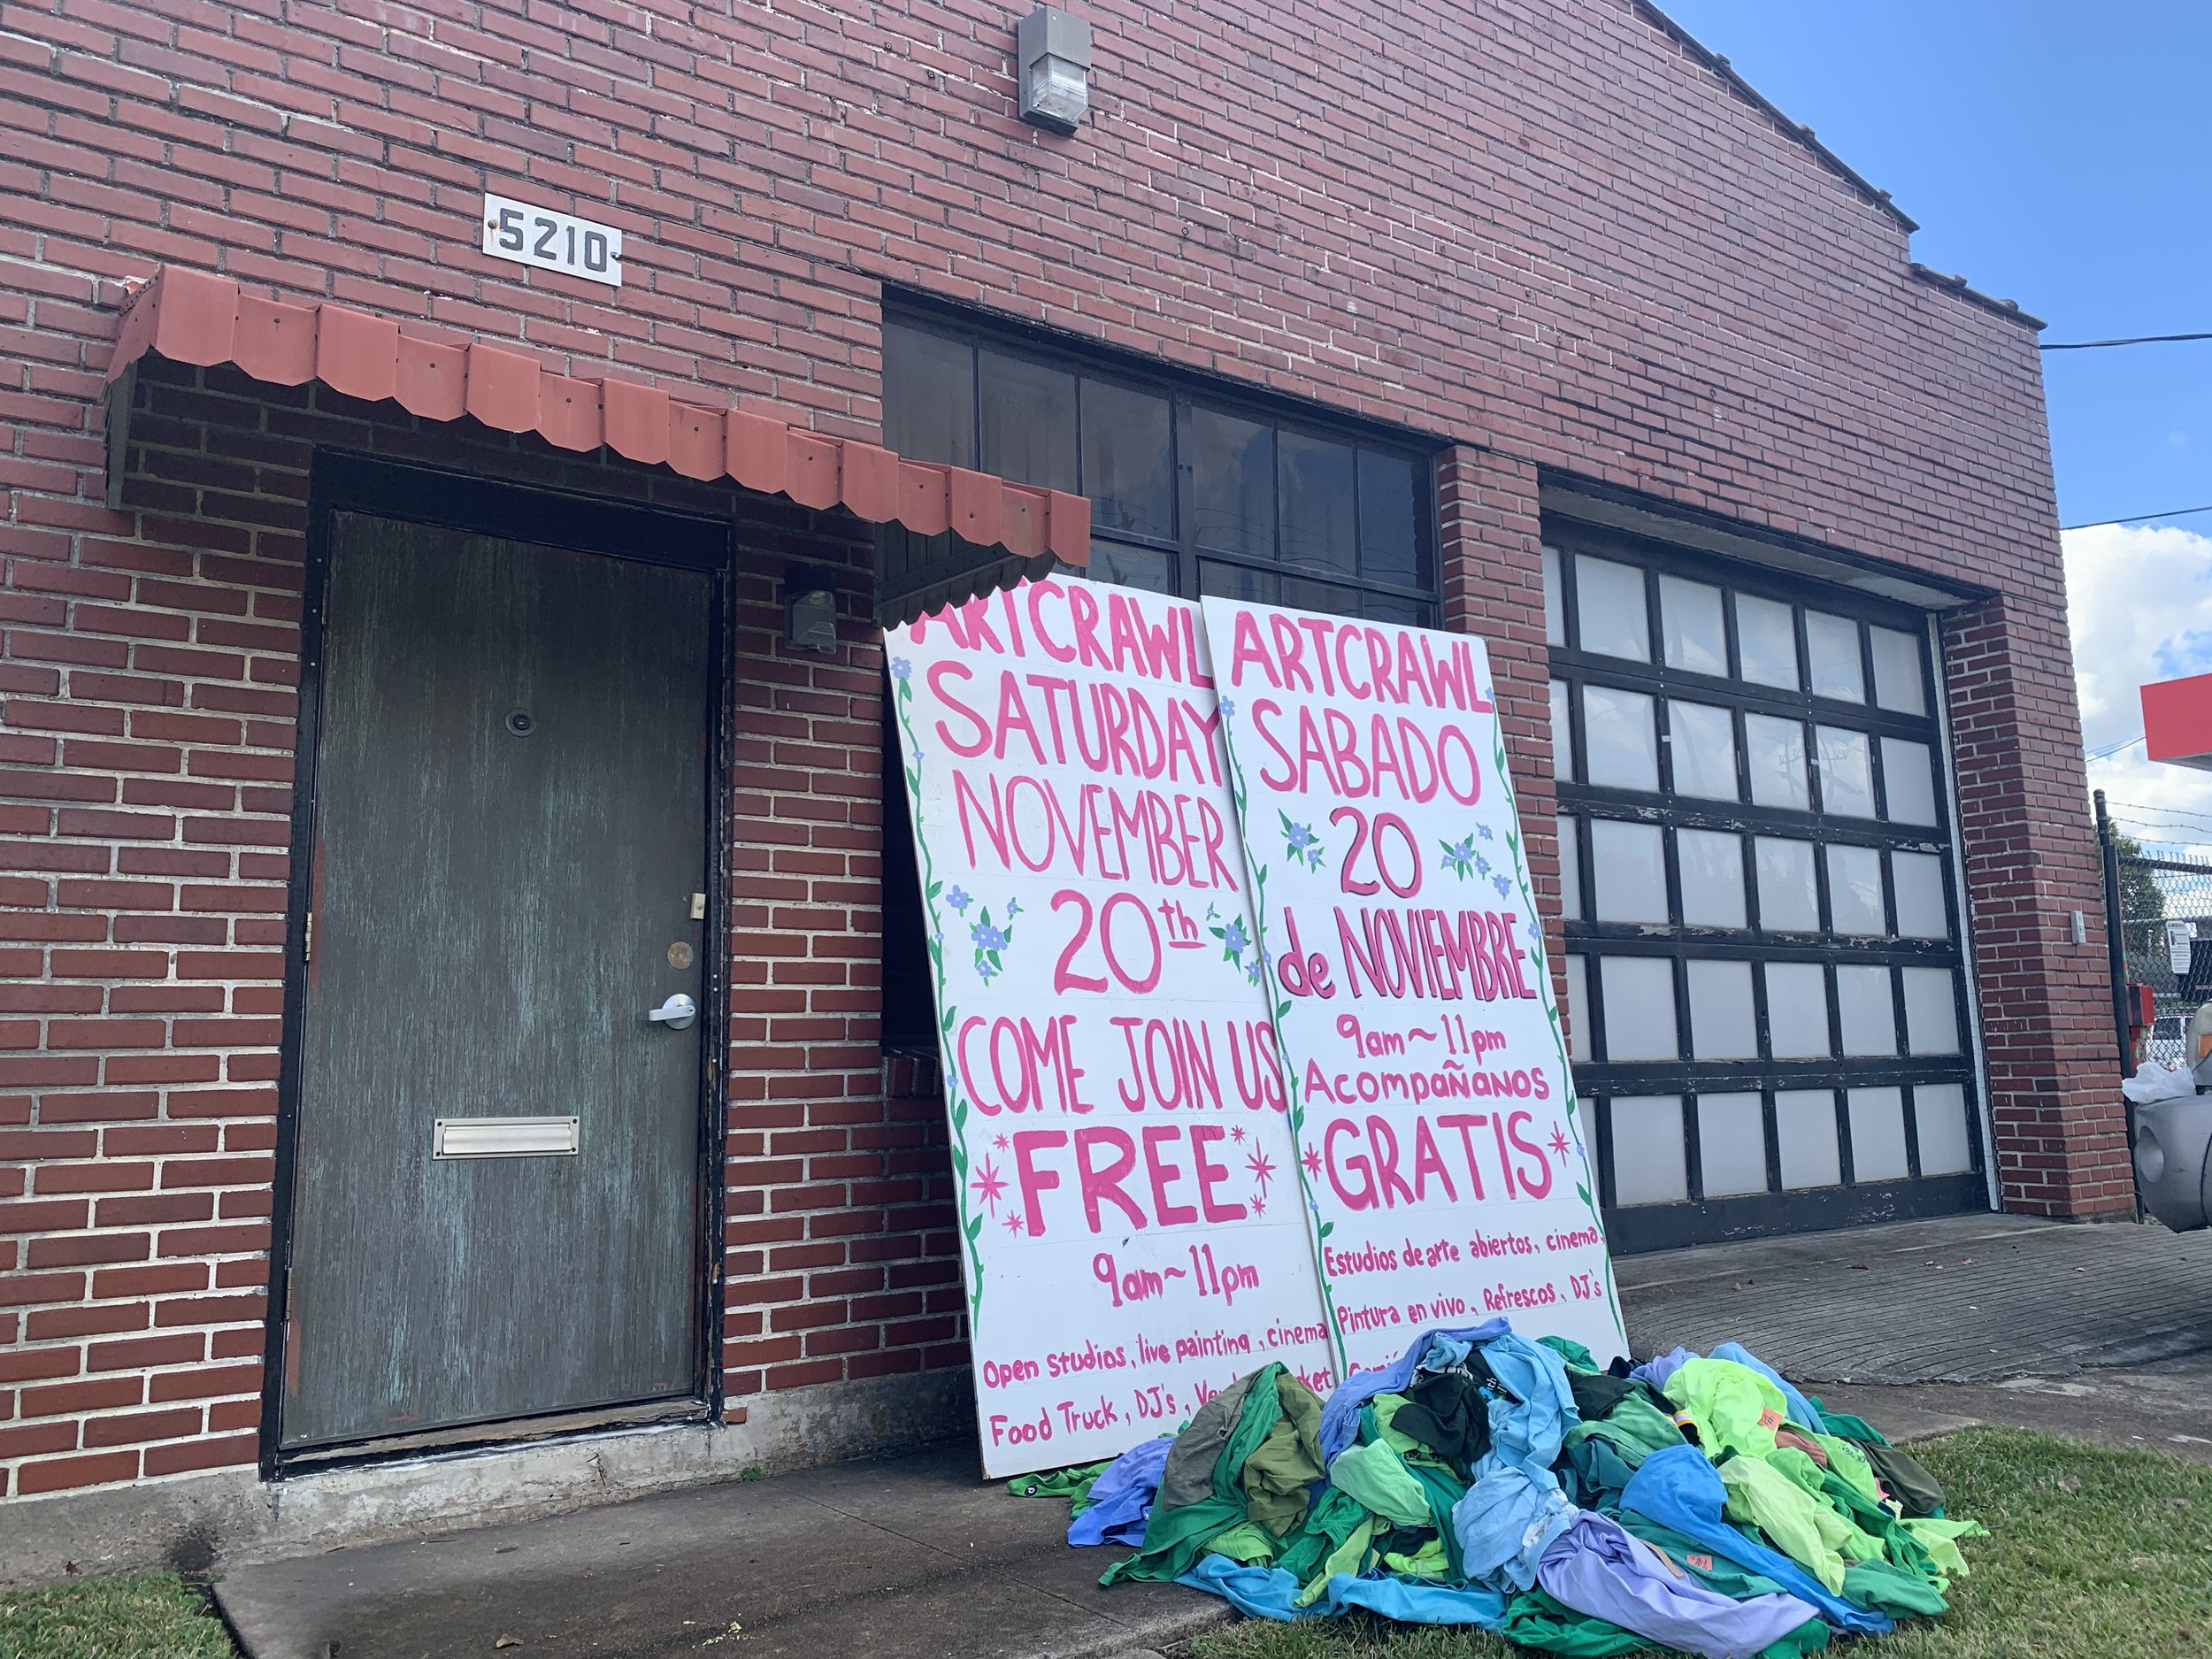 5210
ARTCRAWL
SATURDAY
NOVEMBER
20th
COME JOIN US
FREE
9am~11pm
Open studios, live painting, cinema
Food Truck, DJ's,
ARTCRAWL
SABADO
20
de NOVIEMBRE
9am~11pm
AcompañaNos
GRATIS
Estudios de arte abiertos, cinema,
Pintura en vivo, Refrescos, DJ's